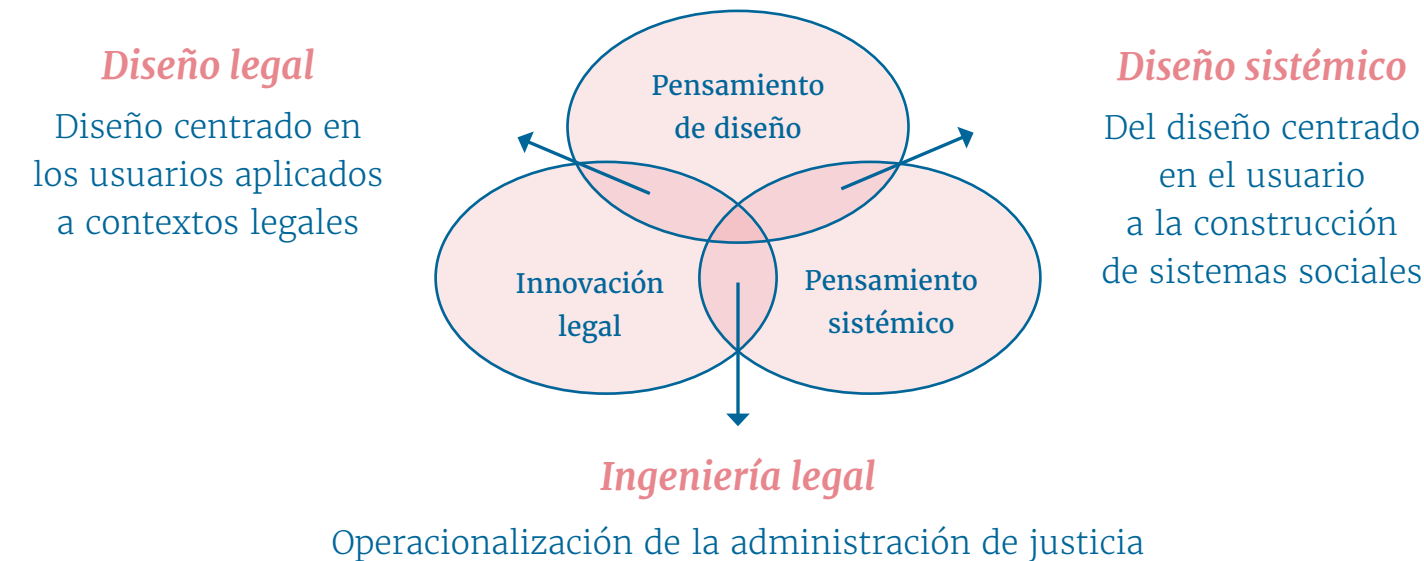 Diseño legal
Diseño centrado en
los usuarios aplicados
a contextos legales
Pensamiento
de diseño
Diseño sistémico
Del diseño centrado
en el usuario
a la construcción
de sistemas sociales
Innovación
legal
Pensamiento
sistémico
Ingeniería legal
Operacionalización de la administración de justicia